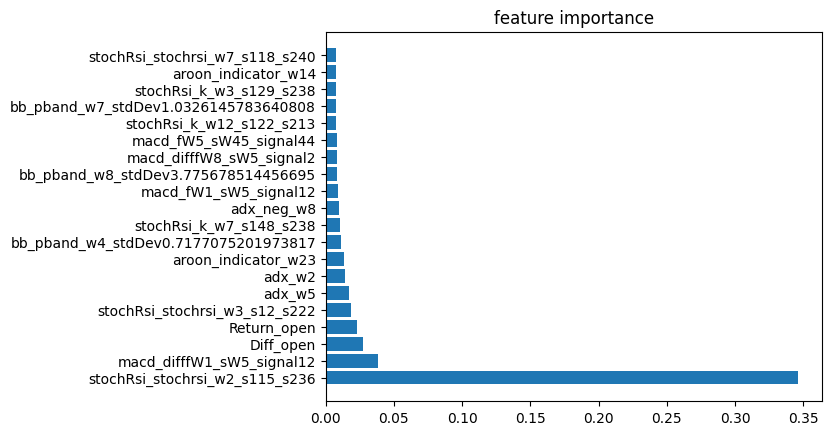 feature importance
stochRsi_stochrsi_w7_s118_s240
aroon_indicator_w14
stochRsi_k_w3_s129_s238
bb_pband_w7_stdDev1.0326145783640808
stochRsi_k_w12_s122_s213
macd_fW5_sW45_signal44
macd_difffW8_sW5_signal2
bb_pband_w8_stdDev3.775678514456695
macd_fW1_sW5_signal12
adx_neg_w8
stochRsi_k_w7_s148_s238
bb_pband_w4_stdDev0.7177075201973817
aroon_indicator_w23
adx_w2
adx_w5
stochRsi_stochrsi_w3_s12_s222
Return_open
Diff_open
macd_difffW1_sW5_signal12
stochRsi_stochrsi_w2_s115_s236
0.00 0.05 0.10 0.15 0.20 0.25 0.30 0.35